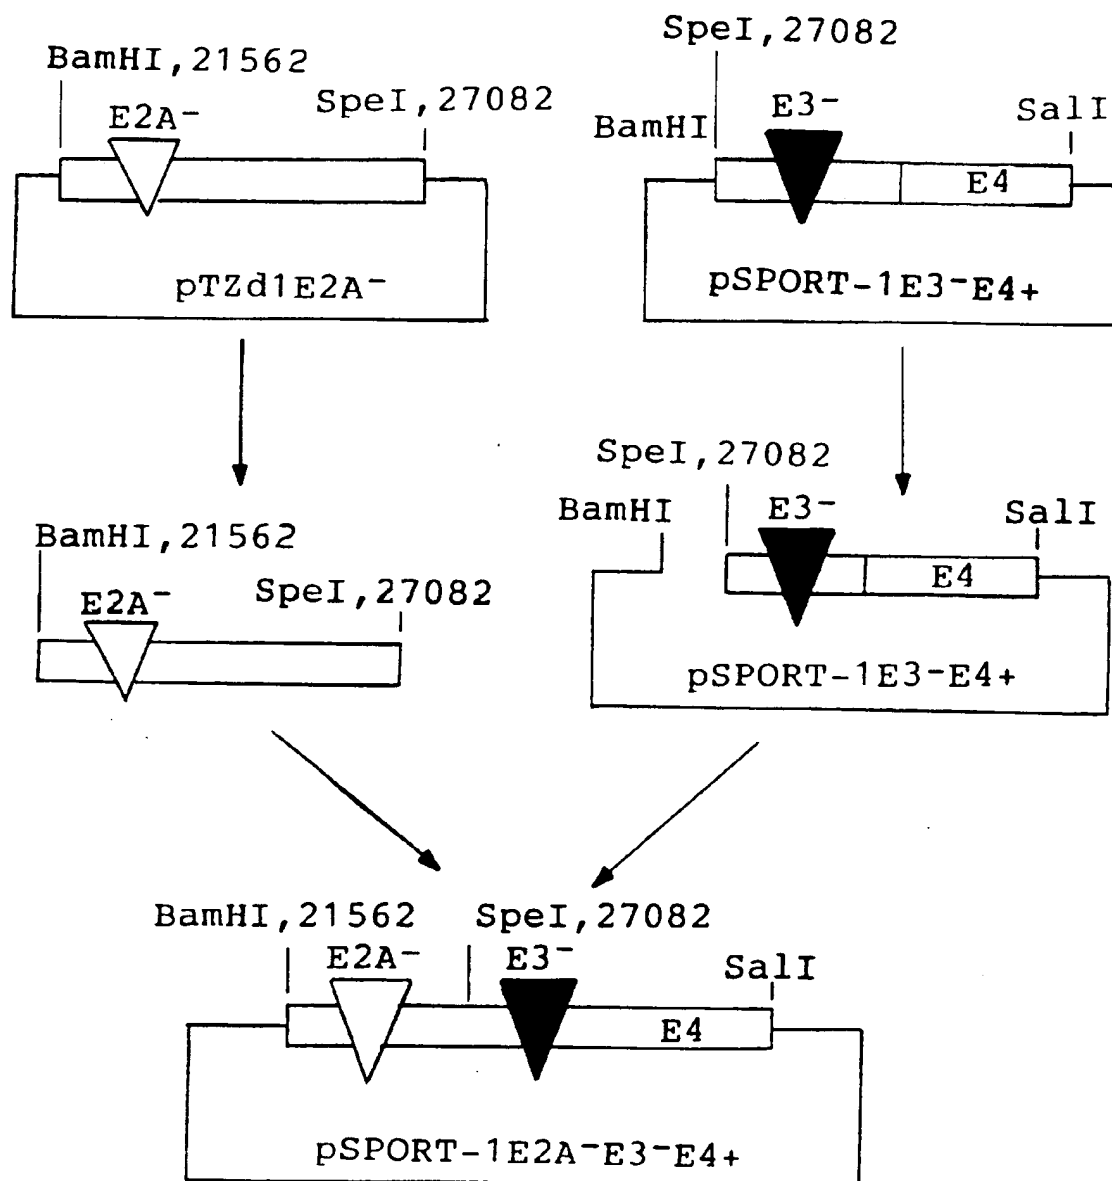 BamHI,21562
SpeI,27082
E2A⁻
pTZd1E2A⁻
SpeI,27082
BamHI
E3⁻
SalI
E4
pSPORT-1E3⁻E4+
BamHI,21562
E2A⁻
SpeI,27082
SpeI,27082
BamHI
E3⁻
SalI
E4
pSPORT-1E3⁻E4+
BamHI,21562
SpeI,27082
E2A⁻
E3⁻
SalI
E4
pSPORT-1E2A⁻E3⁻E4+